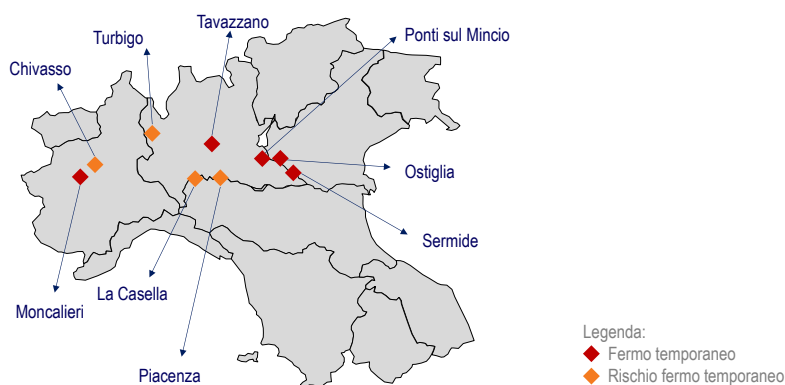 Tavazzano
Turbigo
Ponti sul Mincio
Chivasso
Ostiglia
Sermide
La Casella
Moncalieri
Piacenza
Legenda:
Fermo temporaneo
Rischio fermo temporaneo